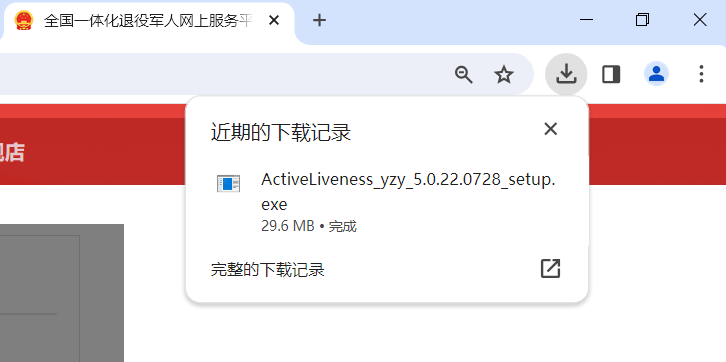 全国一体化退役军人网上服务平
舰店
近期的下载记录
ActiveLiveness_yzy_5.0.22.0728_setup.
exe
29.6 MB • 完成
完整的下载记录